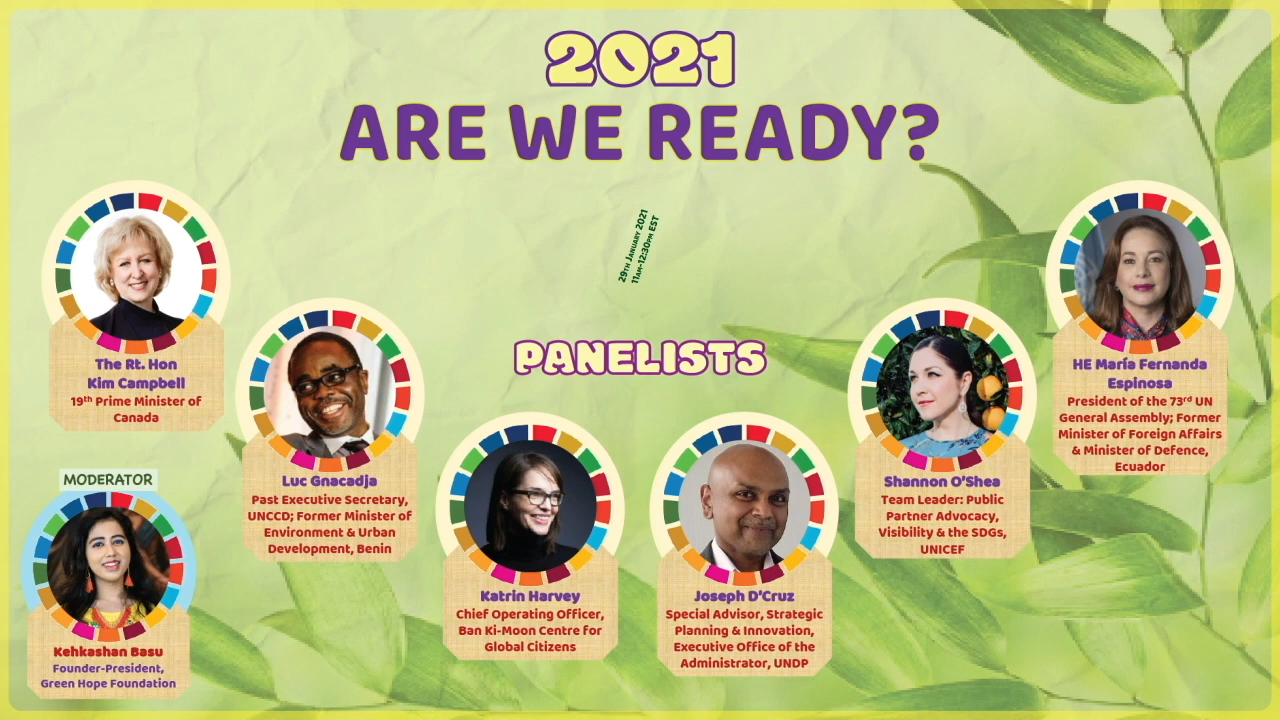 2021
ARE WE READY?
29TH JANUARY 2021
11AM-12:30PM EST
PANELISTS
The Rt. Hon
Kim Campbell
19th Prime Minister of
Canada
Luc Gnacadja
Past Executive Secretary,
UNCCD; Former Minister of
Environment & Urban
Development, Benin
Katrin Harvey
Chief Operating Officer,
Ban Ki-Moon Centre for
Global Citizens
Joseph D'Cruz
Special Advisor, Strategic
Planning & Innovation,
Executive Office of the
Administrator, UNDP
Shannon O'Shea
Team Leader: Public
Partner Advocacy,
Visibility & the SDGs,
UNICEF
HE María Fernanda
Espinosa
President of the 73rd UN
General Assembly; Former
Minister of Foreign Affairs
& Minister of Defence,
Ecuador
MODERATOR
Kehkashan Basu
Founder-President,
Green Hope Foundation